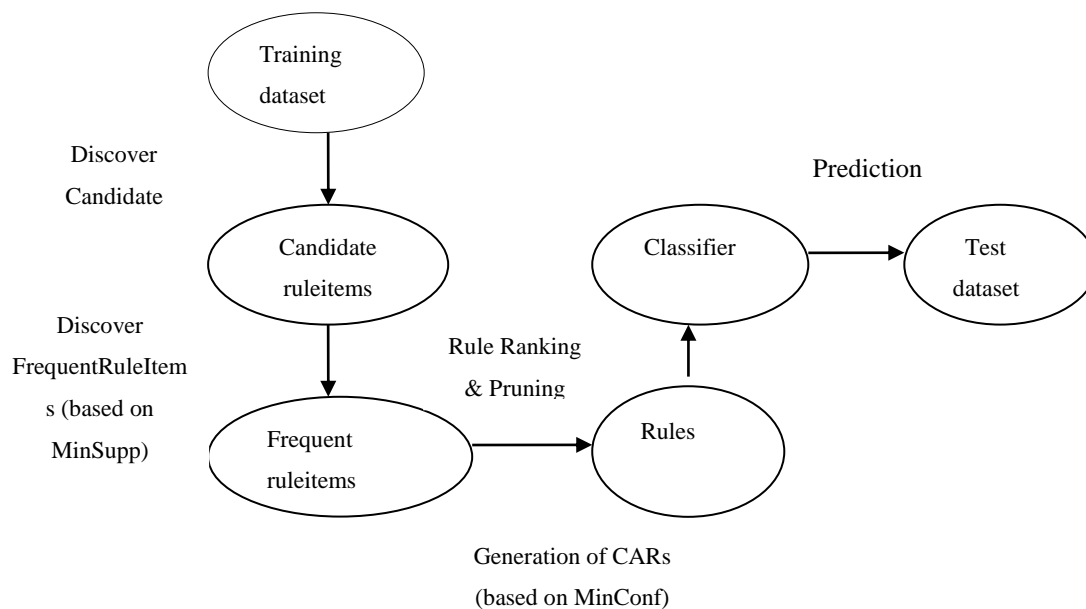 Training
dataset
Discover
Candidate
Candidate
ruleitems
Discover
FrequentRuleItem
s (based on
MinSupp)
Frequent
ruleitems
Rule Ranking
& Pruning
Rules
Generation of CARs
(based on MinConf)
Classifier
Prediction
Test
dataset